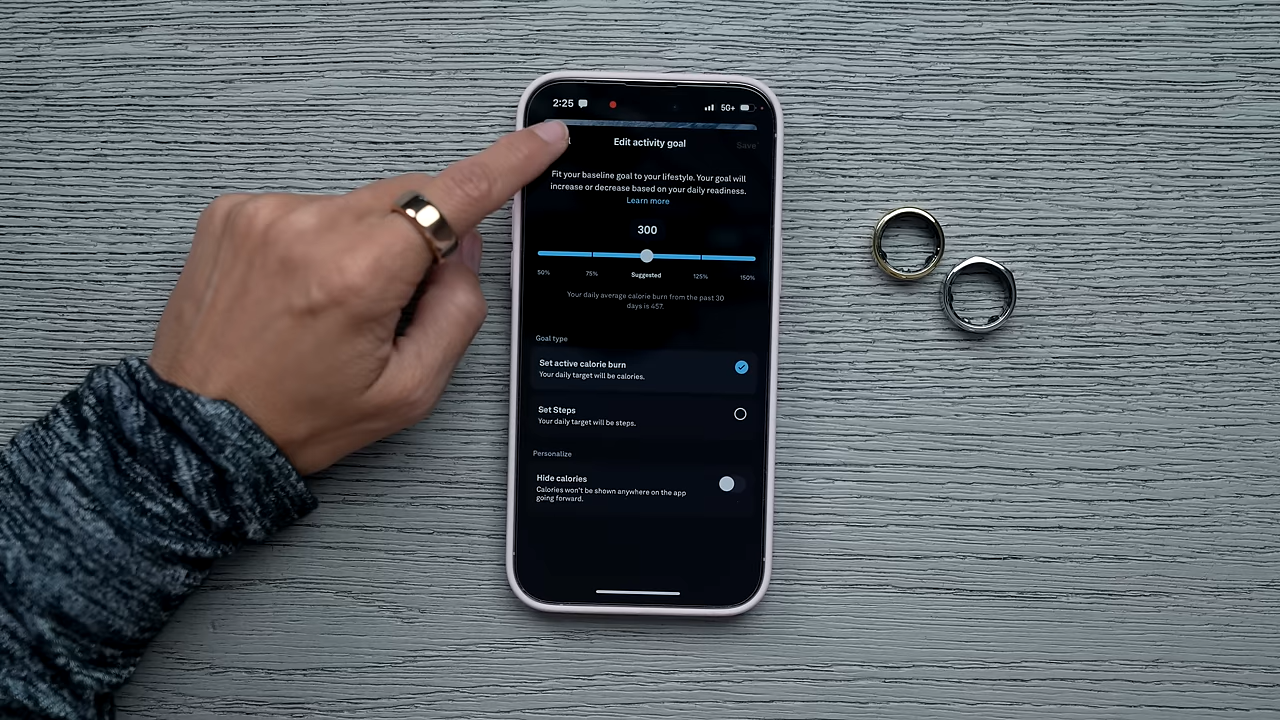 2:25
5G+
Edit activity goal
Save
Fit your baseline goal to your lifestyle. Your goal will
increase or decrease based on your daily readiness.
Learn more
300
50%
75%
Suggested
125%
150%
Your daily average calorie burn from the past 30
days is 457.
Goal type
Set active calorie burn
Your daily target will be calories.
Set Steps
Your daily target will be steps.
Personalize
Hide calories
Calories won't be shown anywhere on the app
going forward.